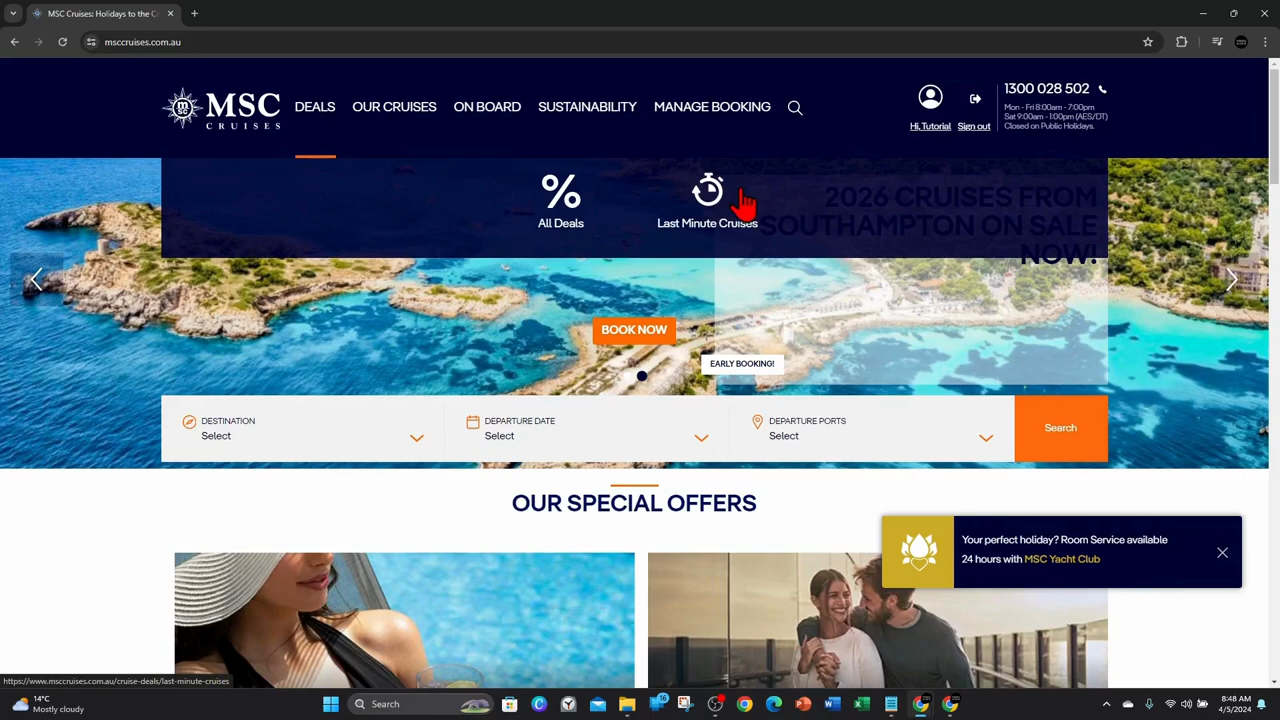 MSC Cruises: Holidays to the C
msccruises.com.au
MSC
CRUISES
DEALS
OUR CRUISES
ON BOARD
SUSTAINABILITY
MANAGE BOOKING
Hi, Tutorial
Sign out
1300 028 502
Mon - Fri 8:00am - 7:00pm
Sat 9:00am - 1:00pm (AES/DT)
Closed on Public Holidays.
%
All Deals
Last Minute Cruises
2026 CRUISES FROM
SOUTHAMPTON ON SALE
NOW!
BOOK NOW
EARLY BOOKING!
DESTINATION
Select
DEPARTURE DATE
Select
DEPARTURE PORTS
Select
Search
OUR SPECIAL OFFERS
Your perfect holiday? Room Service available
24 hours with MSC Yacht Club
https://www.msccruises.com.au/cruise-deals/last-minute-cruises
14°C
Mostly cloudy
Search
16
8:48 AM
4/5/2024